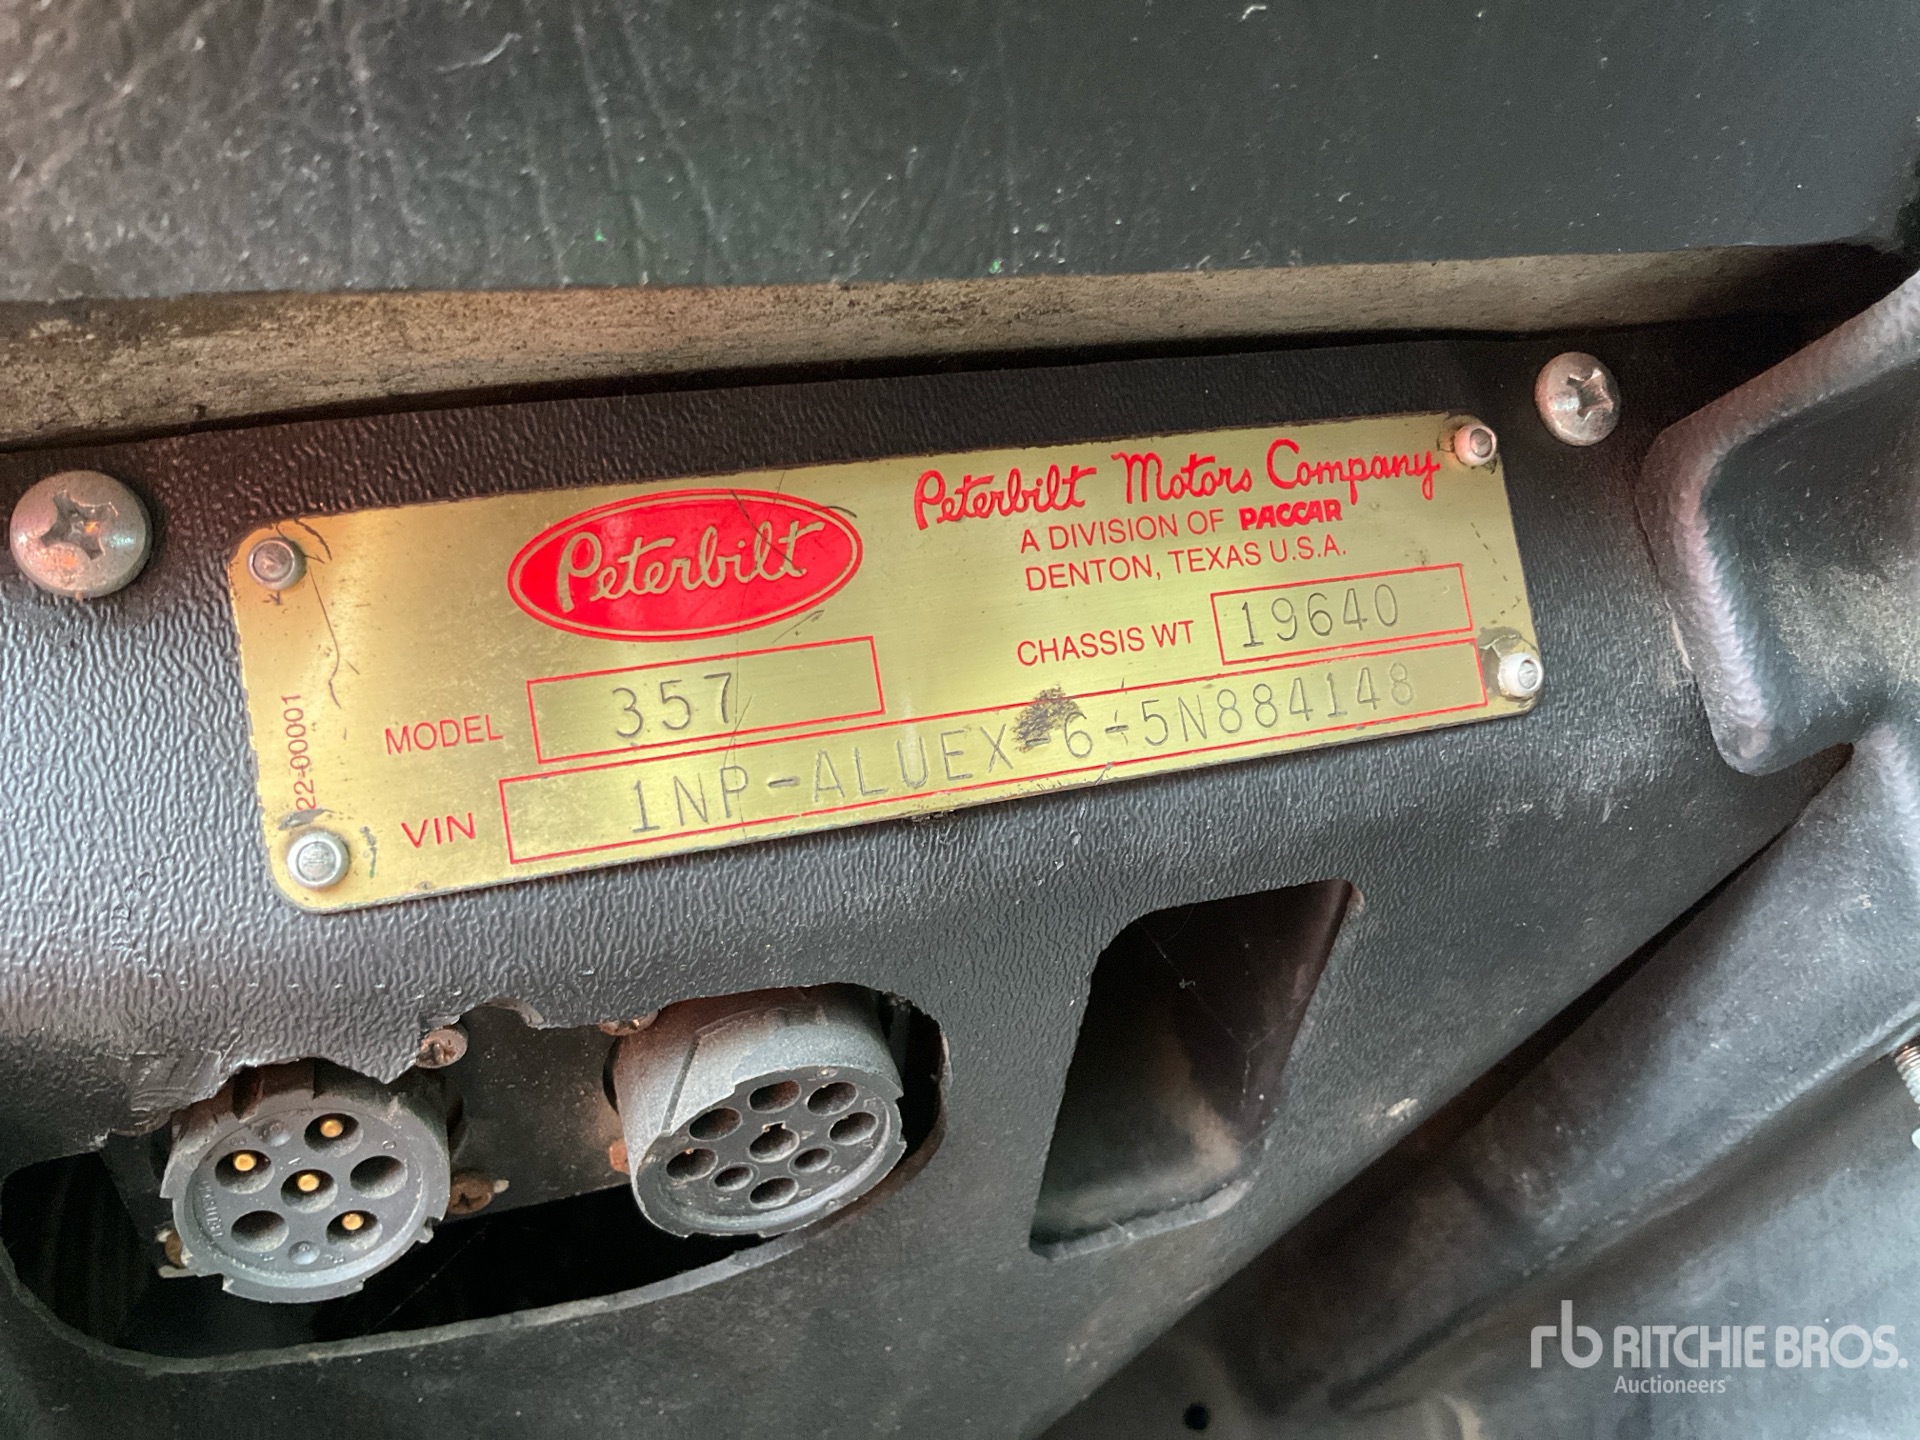 Peterbilt
Peterbilt Motors Company
A DIVISION OF PACCAR
DENTON, TEXAS U.S.A.
CHASSIS WT 19640
MODEL 357
VIN 1NP-ALUEX-6-5N884148
22-00001
rb RITCHIE BROS.
Auctioneers